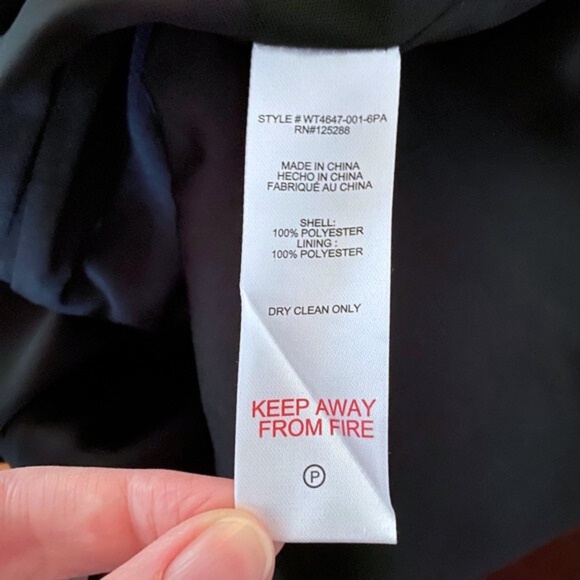 STYLE # WT4647-001-6PA
RN#125288
MADE IN CHINA
HECHO IN CHINA
FABRIQUÉ AU CHINA
SHELL:
100% POLYESTER
LINING :
100% POLYESTER
DRY CLEAN ONLY
KEEP AWAY
FROM FIRE
P